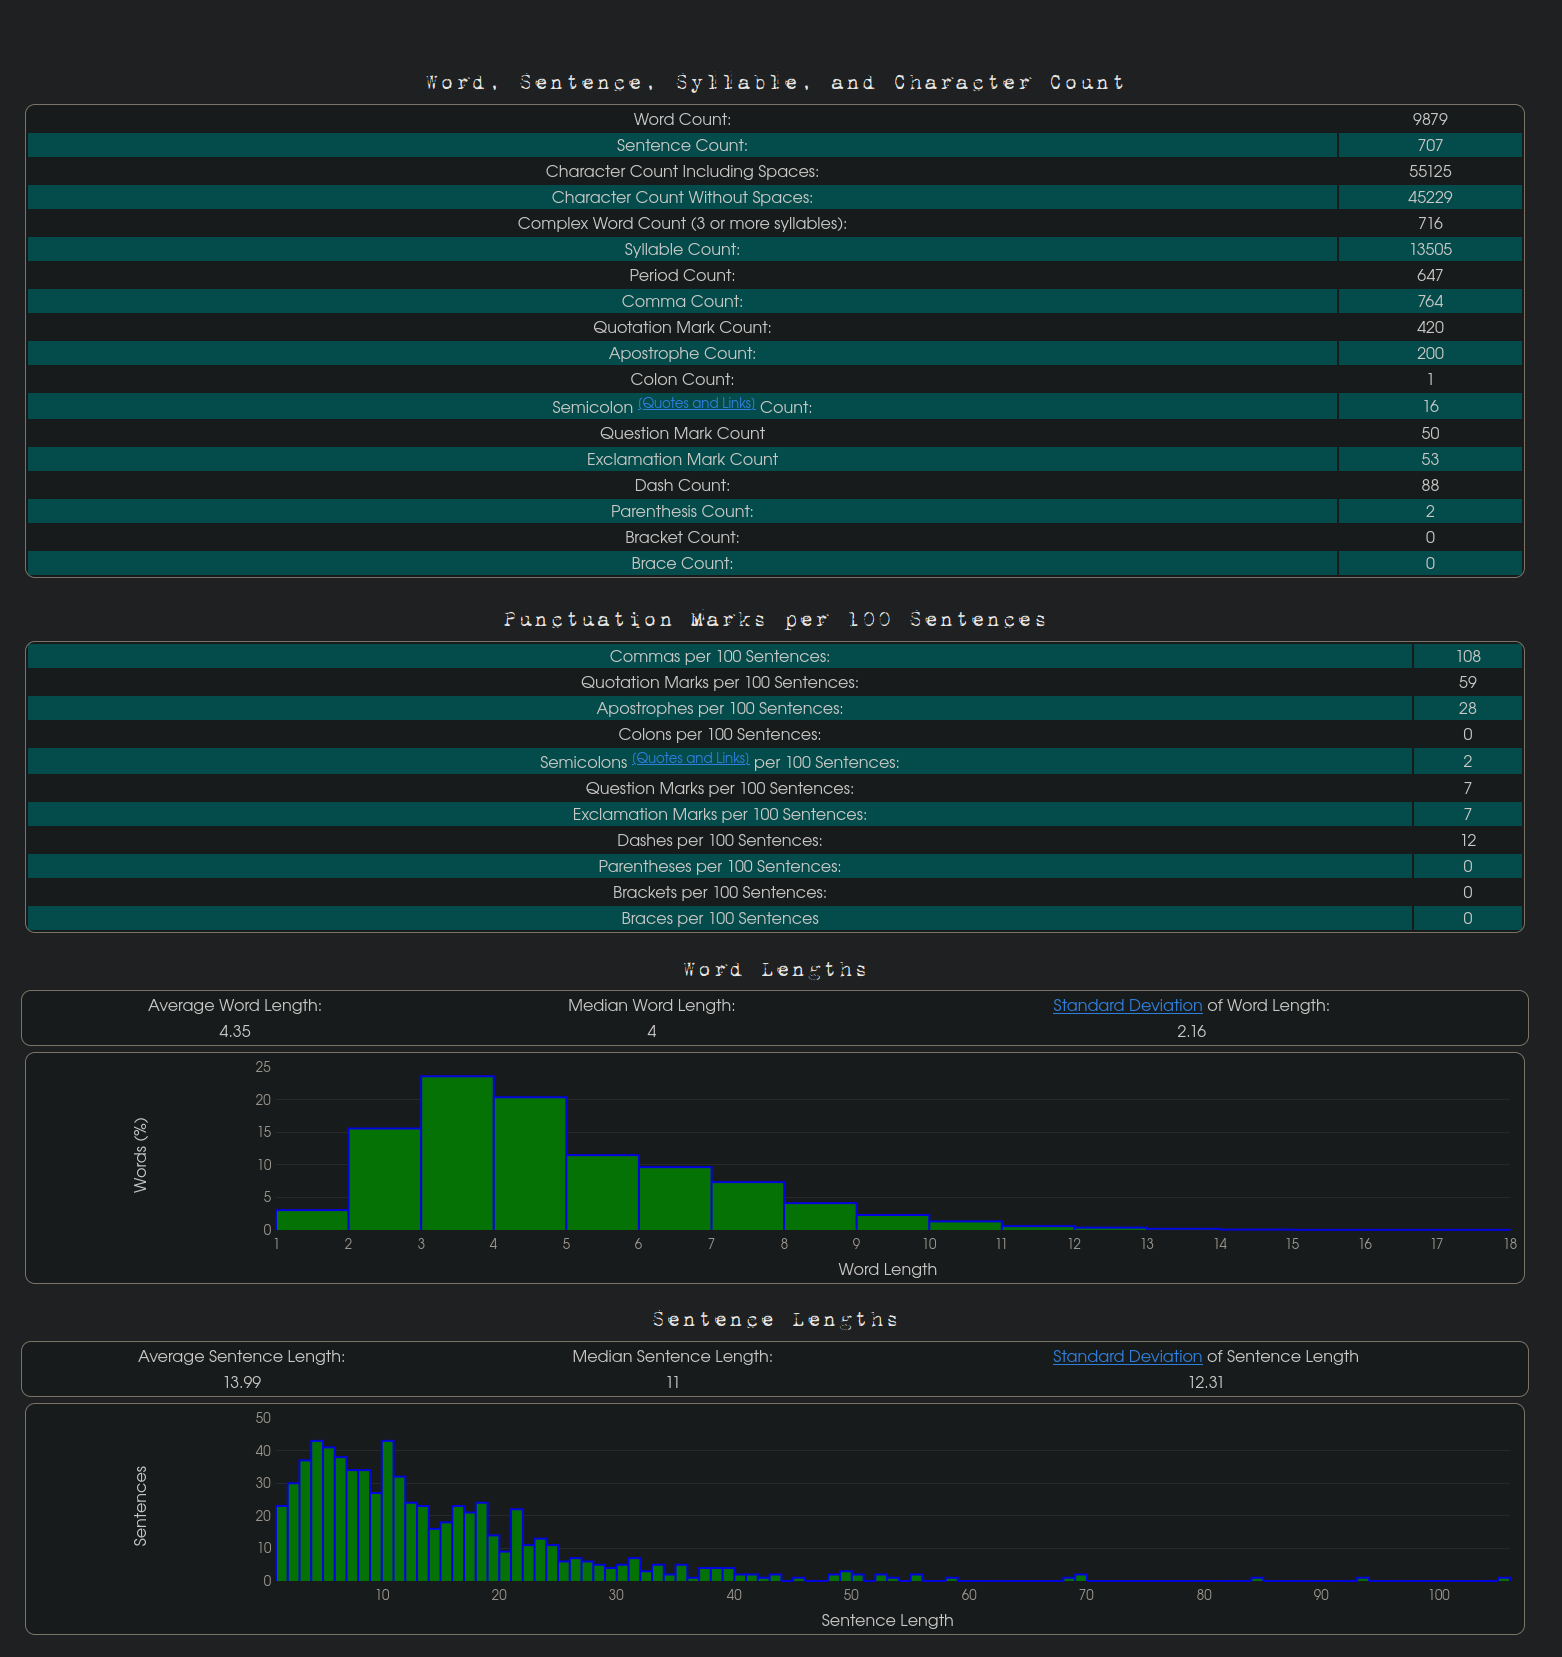 Word, Sentence, Syllable, and Character Count
Word Count: 9879
Sentence Count: 707
Character Count Including Spaces: 55125
Character Count Without Spaces: 45229
Complex Word Count (3 or more syllables): 716
Syllable Count: 13505
Period Count: 647
Comma Count: 764
Quotation Mark Count: 420
Apostrophe Count: 200
Colon Count: 1
Semicolon (Quotes and Links) Count: 16
Question Mark Count 50
Exclamation Mark Count 53
Dash Count: 88
Parenthesis Count: 2
Bracket Count: 0
Brace Count: 0
Punctuation Marks per 100 Sentences
Commas per 100 Sentences: 108
Quotation Marks per 100 Sentences: 59
Apostrophes per 100 Sentences: 28
Colons per 100 Sentences: 0
Semicolons (Quotes and Links) per 100 Sentences: 2
Question Marks per 100 Sentences: 7
Exclamation Marks per 100 Sentences: 7
Dashes per 100 Sentences: 12
Parentheses per 100 Sentences: 0
Brackets per 100 Sentences: 0
Braces per 100 Sentences 0
Word Lengths
Average Word Length: Median Word Length: Standard Deviation of Word Length:
4.35 4 2.16
25
20
15
10
5
0
Words (%)
1 2 3 4 5 6 7 8 9 10 11 12 13 14 15 16 17 18
Word Length
Sentence Lengths
Average Sentence Length: Median Sentence Length: Standard Deviation of Sentence Length
13.99 11 12.31
50
40
30
20
10
0
Sentences
10 20 30 40 50 60 70 80 90 100
Sentence Length